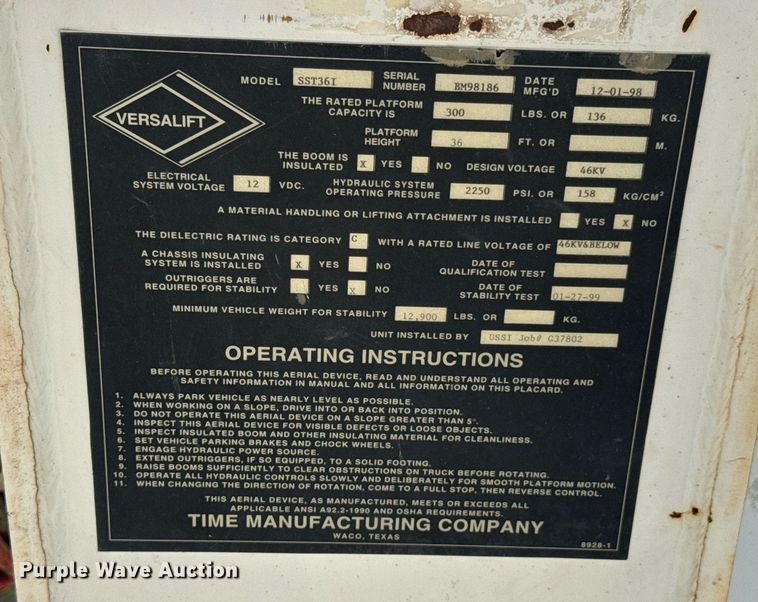 VERSALIFT
MODEL SST36I SERIAL NUMBER BM98186 DATE MFG'D 12-01-98
THE RATED PLATFORM CAPACITY IS 300 LBS. OR 136 KG.
PLATFORM HEIGHT 36 FT. OR M.
THE BOOM IS INSULATED X YES NO DESIGN VOLTAGE 46KV
ELECTRICAL SYSTEM VOLTAGE 12 VDC. HYDRAULIC SYSTEM OPERATING PRESSURE 2250 PSI. OR 158 KG/CM²
A MATERIAL HANDLING OR LIFTING ATTACHMENT IS INSTALLED YES X NO
THE DIELECTRIC RATING IS CATEGORY C WITH A RATED LINE VOLTAGE OF 46KV&BELOW
A CHASSIS INSULATING SYSTEM IS INSTALLED X YES NO DATE OF QUALIFICATION TEST
OUTRIGGERS ARE REQUIRED FOR STABILITY YES X NO DATE OF STABILITY TEST 01-27-99
MINIMUM VEHICLE WEIGHT FOR STABILITY 12,900 LBS. OR KG.
UNIT INSTALLED BY USSI Job# G37802
OPERATING INSTRUCTIONS
BEFORE OPERATING THIS AERIAL DEVICE, READ AND UNDERSTAND ALL OPERATING AND
SAFETY INFORMATION IN MANUAL AND ALL INFORMATION ON THIS PLACARD.
1. ALWAYS PARK VEHICLE AS NEARLY LEVEL AS POSSIBLE.
2. WHEN WORKING ON A SLOPE, DRIVE INTO OR BACK INTO POSITION.
3. DO NOT OPERATE THIS AERIAL DEVICE ON A SLOPE GREATER THAN 5°.
4. INSPECT THIS AERIAL DEVICE FOR VISIBLE DEFECTS OR LOOSE OBJECTS.
5. INSPECT INSULATED BOOM AND OTHER INSULATING MATERIAL FOR CLEANLINESS.
6. SET VEHICLE PARKING BRAKES AND CHOCK WHEELS.
7. ENGAGE HYDRAULIC POWER SOURCE.
8. EXTEND OUTRIGGERS, IF SO EQUIPPED, TO A SOLID FOOTING.
9. RAISE BOOMS SUFFICIENTLY TO CLEAR OBSTRUCTIONS ON TRUCK BEFORE ROTATING.
10. OPERATE ALL HYDRAULIC CONTROLS SLOWLY AND DELIBERATELY FOR SMOOTH PLATFORM MOTION.
11. WHEN CHANGING THE DIRECTION OF ROTATION, COME TO A FULL STOP, THEN REVERSE CONTROL.
THIS AERIAL DEVICE, AS MANUFACTURED, MEETS OR EXCEEDS ALL
APPLICABLE ANSI A92.2-1990 AND OSHA REQUIREMENTS.
TIME MANUFACTURING COMPANY
WACO, TEXAS
8928-1
Purple Wave Auction